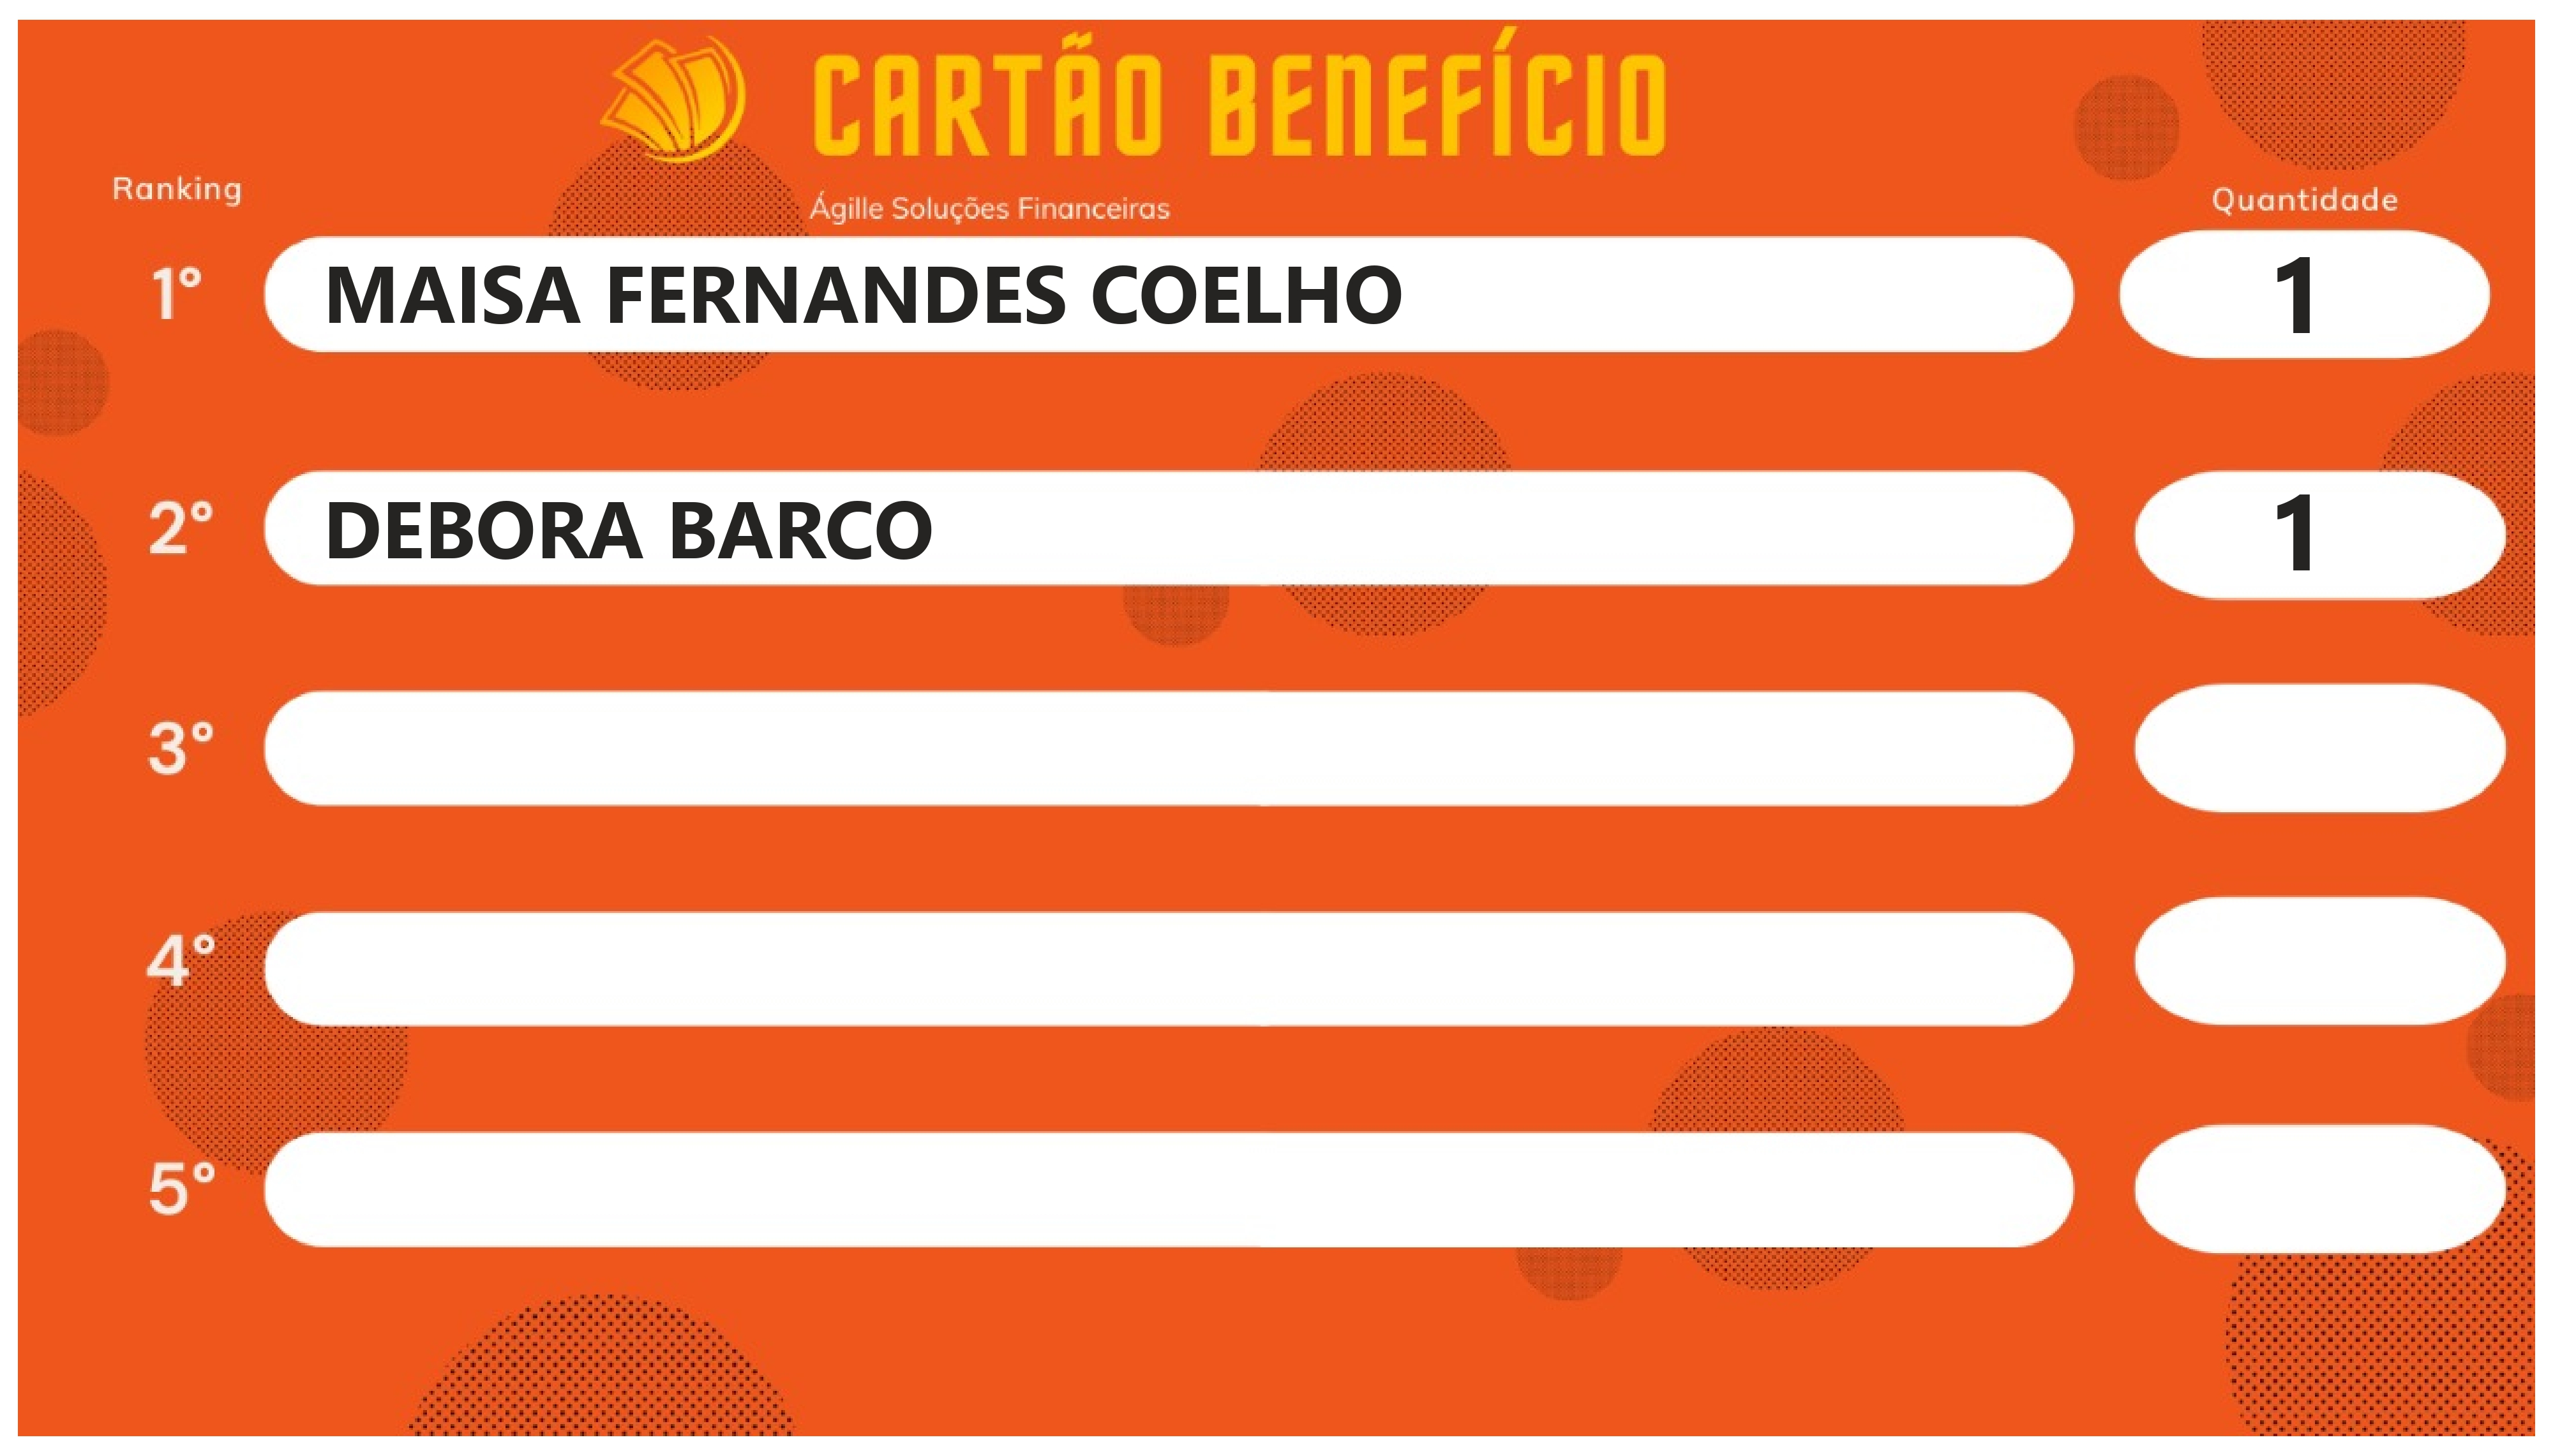 CARTÃO BENEFÍCIO
Ranking
Ágille Soluções Financeiras
Quantidade
1° MAISA FERNANDES COELHO 1
2° DEBORA BARCO 1
3°
4°
5°